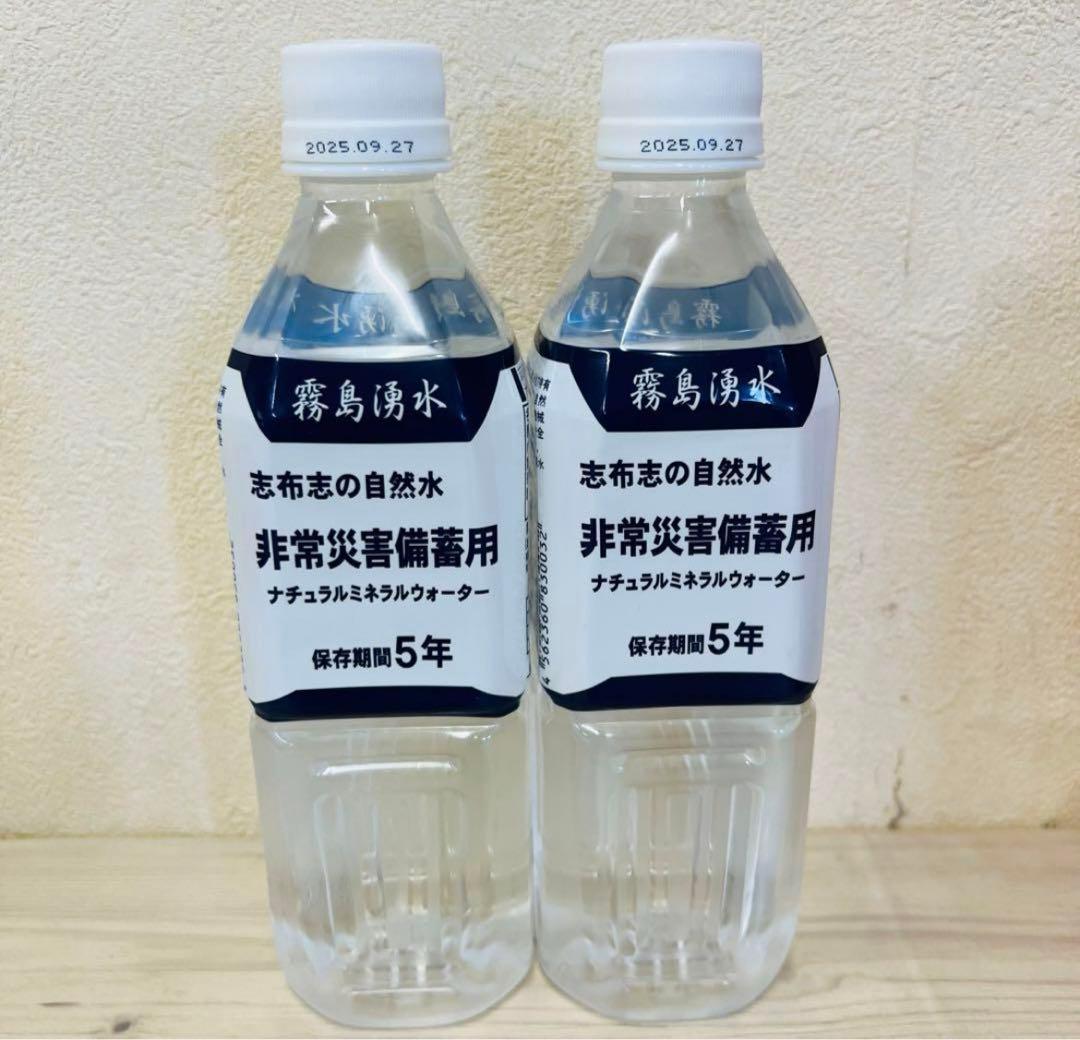 2025.09.27
霧島湧水
志布志の自然水
非常災害備蓄用
ナチュラルミネラルウォーター
保存期間5年
2025.09.27
霧島湧水
志布志の自然水
非常災害備蓄用
ナチュラルミネラルウォーター
保存期間5年
4 562360 830032